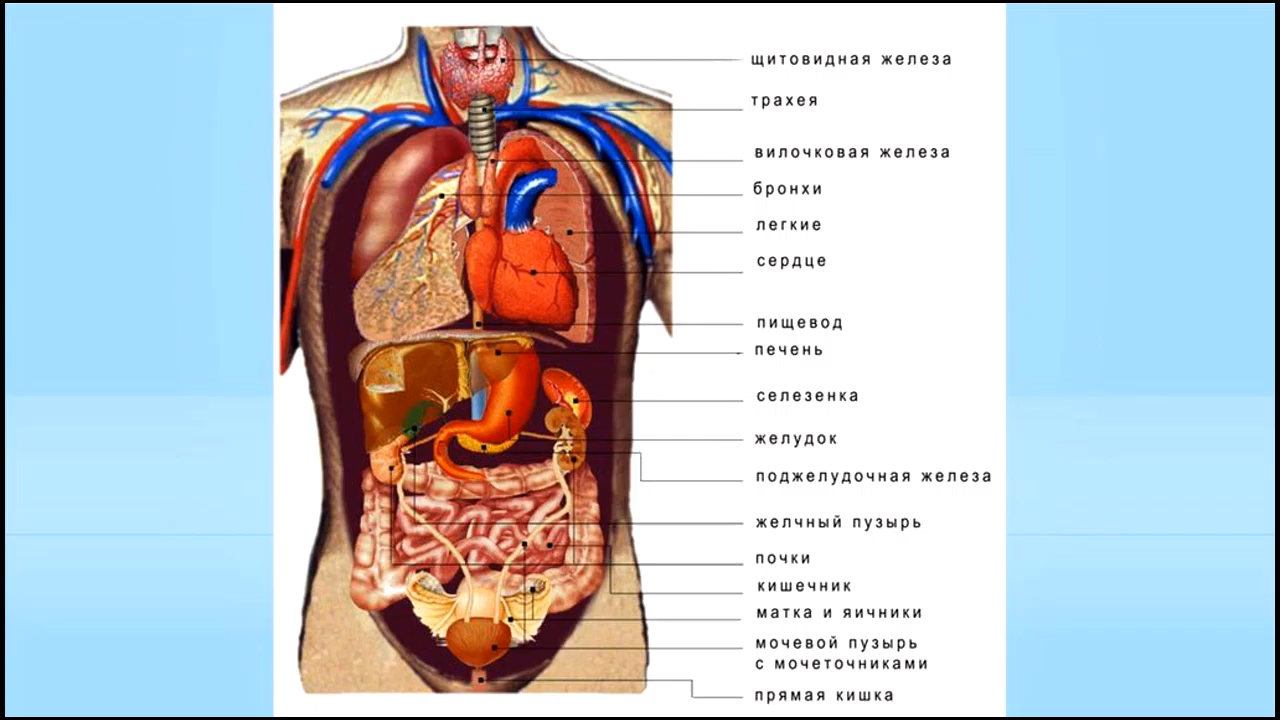 щитовидная железа
трахея
вилочковая железа
бронхи
легкие
сердце
пищевод
печень
селезенка
желудок
поджелудочная железа
желчный пузырь
почки
кишечник
матка и яичники
мочевой пузырь
с мочеточниками
прямая кишка